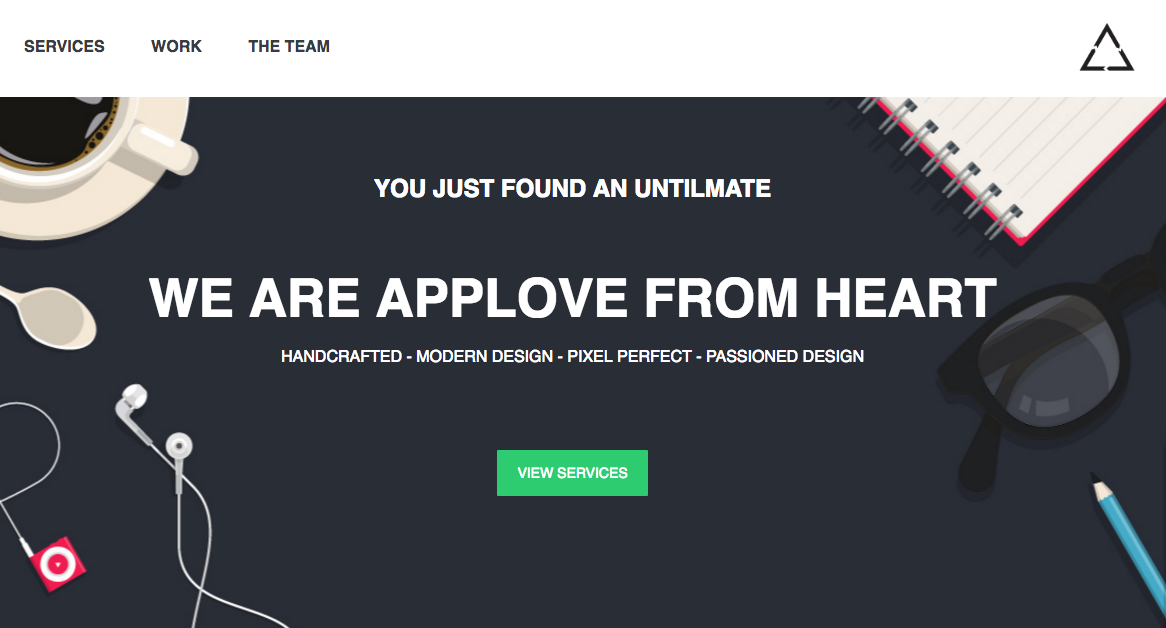 SERVICES WORK THE TEAM
YOU JUST FOUND AN UNTILMATE
WE ARE APPLOVE FROM HEART
HANDCRAFTED - MODERN DESIGN - PIXEL PERFECT - PASSIONED DESIGN
VIEW SERVICES